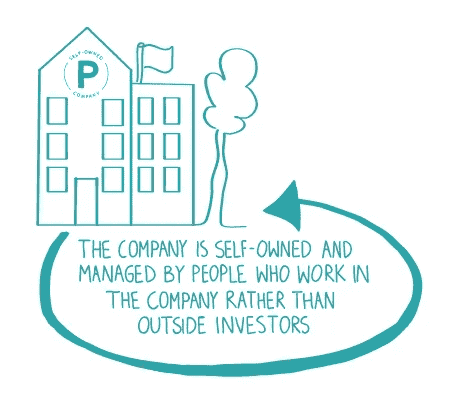 SELF-OWNED
P
COMPANY
THE COMPANY IS SELF-OWNED AND
MANAGED BY PEOPLE WHO WORK IN
THE COMPANY RATHER THAN
OUTSIDE INVESTORS